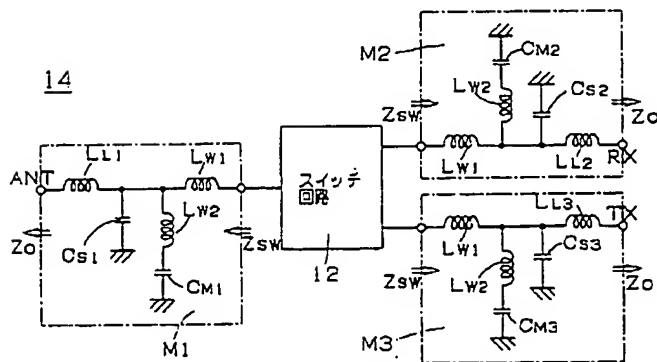 14
ANT
LL1
LW1
CS1
LW2
CM1
ZO
ZSW
M1
スイッチ
回路
12
M2
CM2
LW2
CS2
ZSW
ZO
LW1
LL2
RX
LL3
TX
LW1
LW2
CS3
ZSW
ZO
CM3
M3